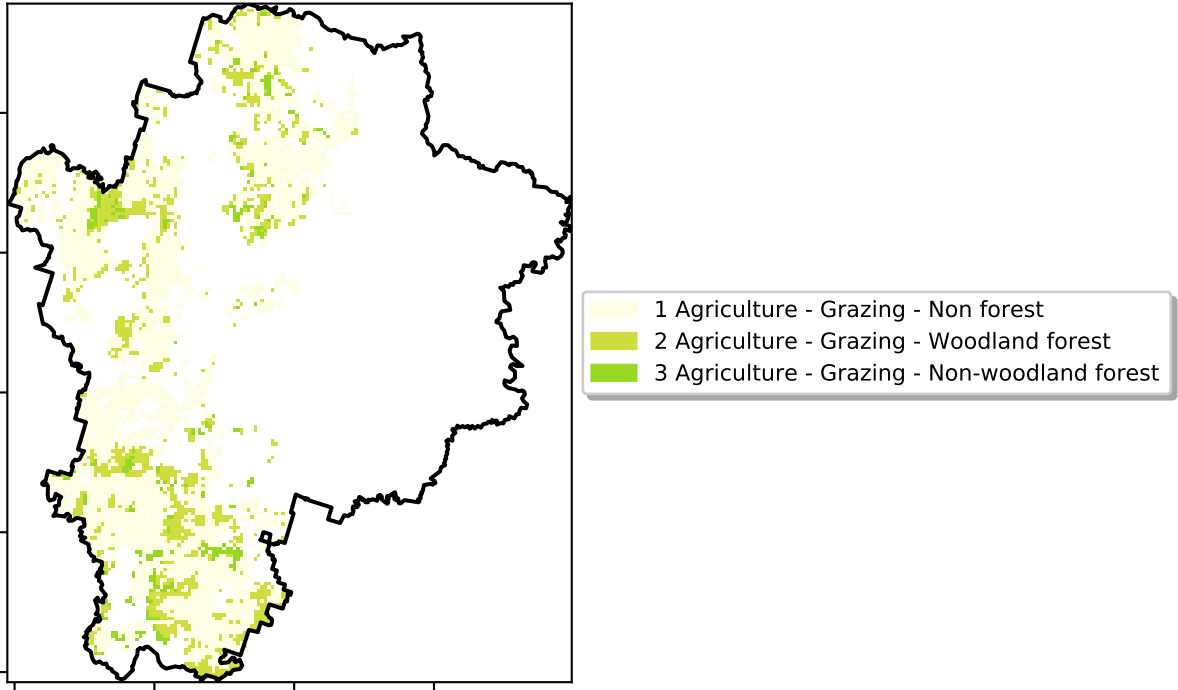 1 Agriculture - Grazing - Non forest
2 Agriculture - Grazing - Woodland forest
3 Agriculture - Grazing - Non-woodland forest